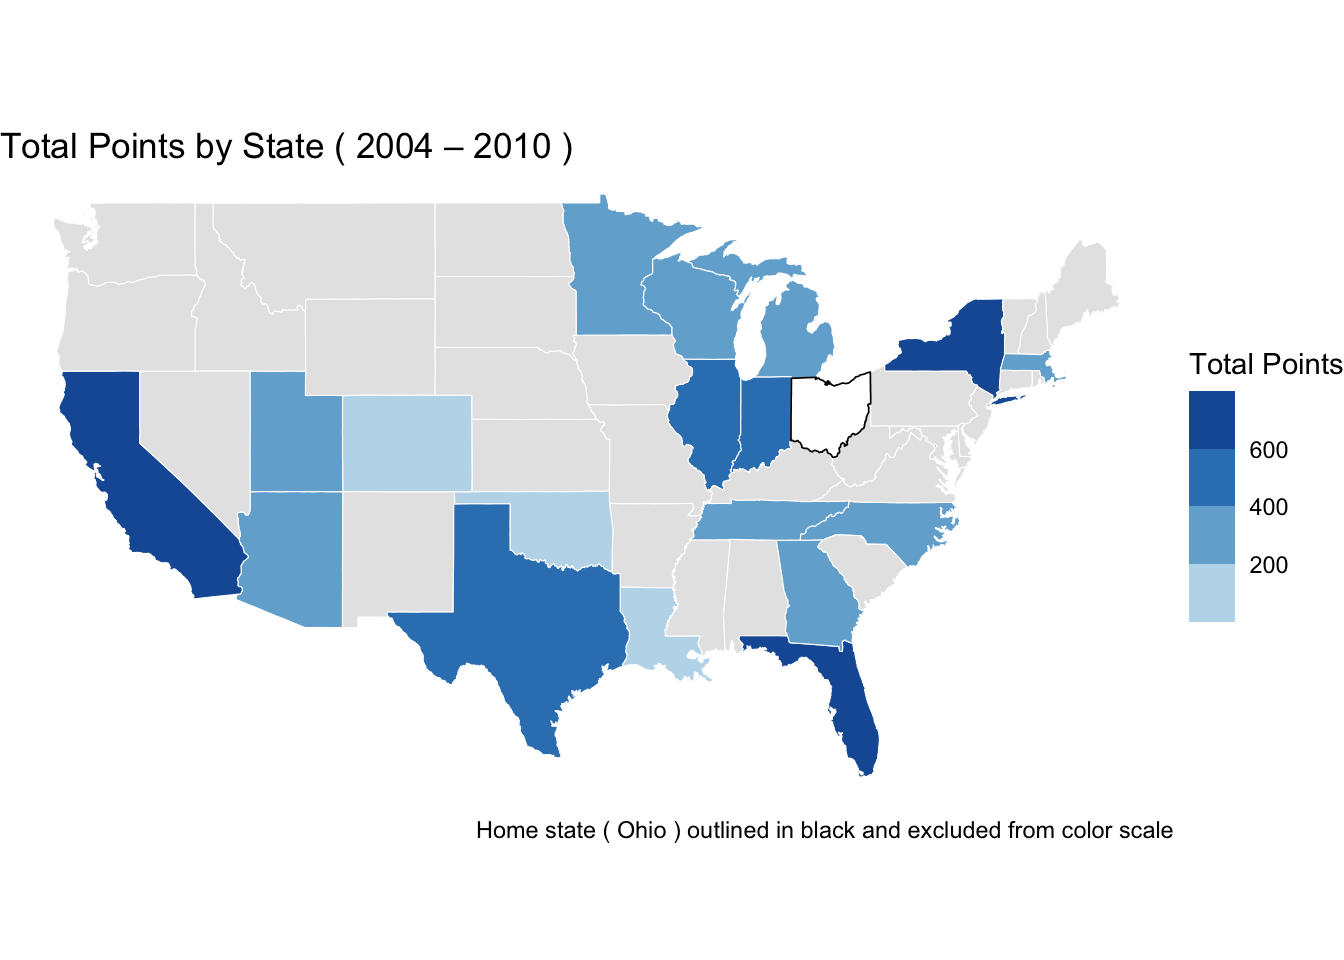 Total Points by State ( 2004 – 2010 )
Total Points
600
400
200
Home state ( Ohio ) outlined in black and excluded from color scale